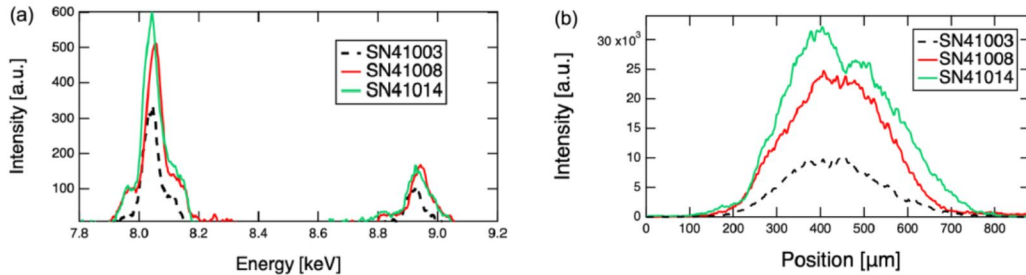 (a)
600
500
400
300
200
100
Intensity [a.u.]
SN41003
SN41008
SN41014
7.8 8.0 8.2 8.4 8.6 8.8 9.0 9.2
Energy [keV]
(b)
30 x10³
25
20
15
10
5
0
Intensity [a.u.]
SN41003
SN41008
SN41014
0 100 200 300 400 500 600 700 800
Position [µm]